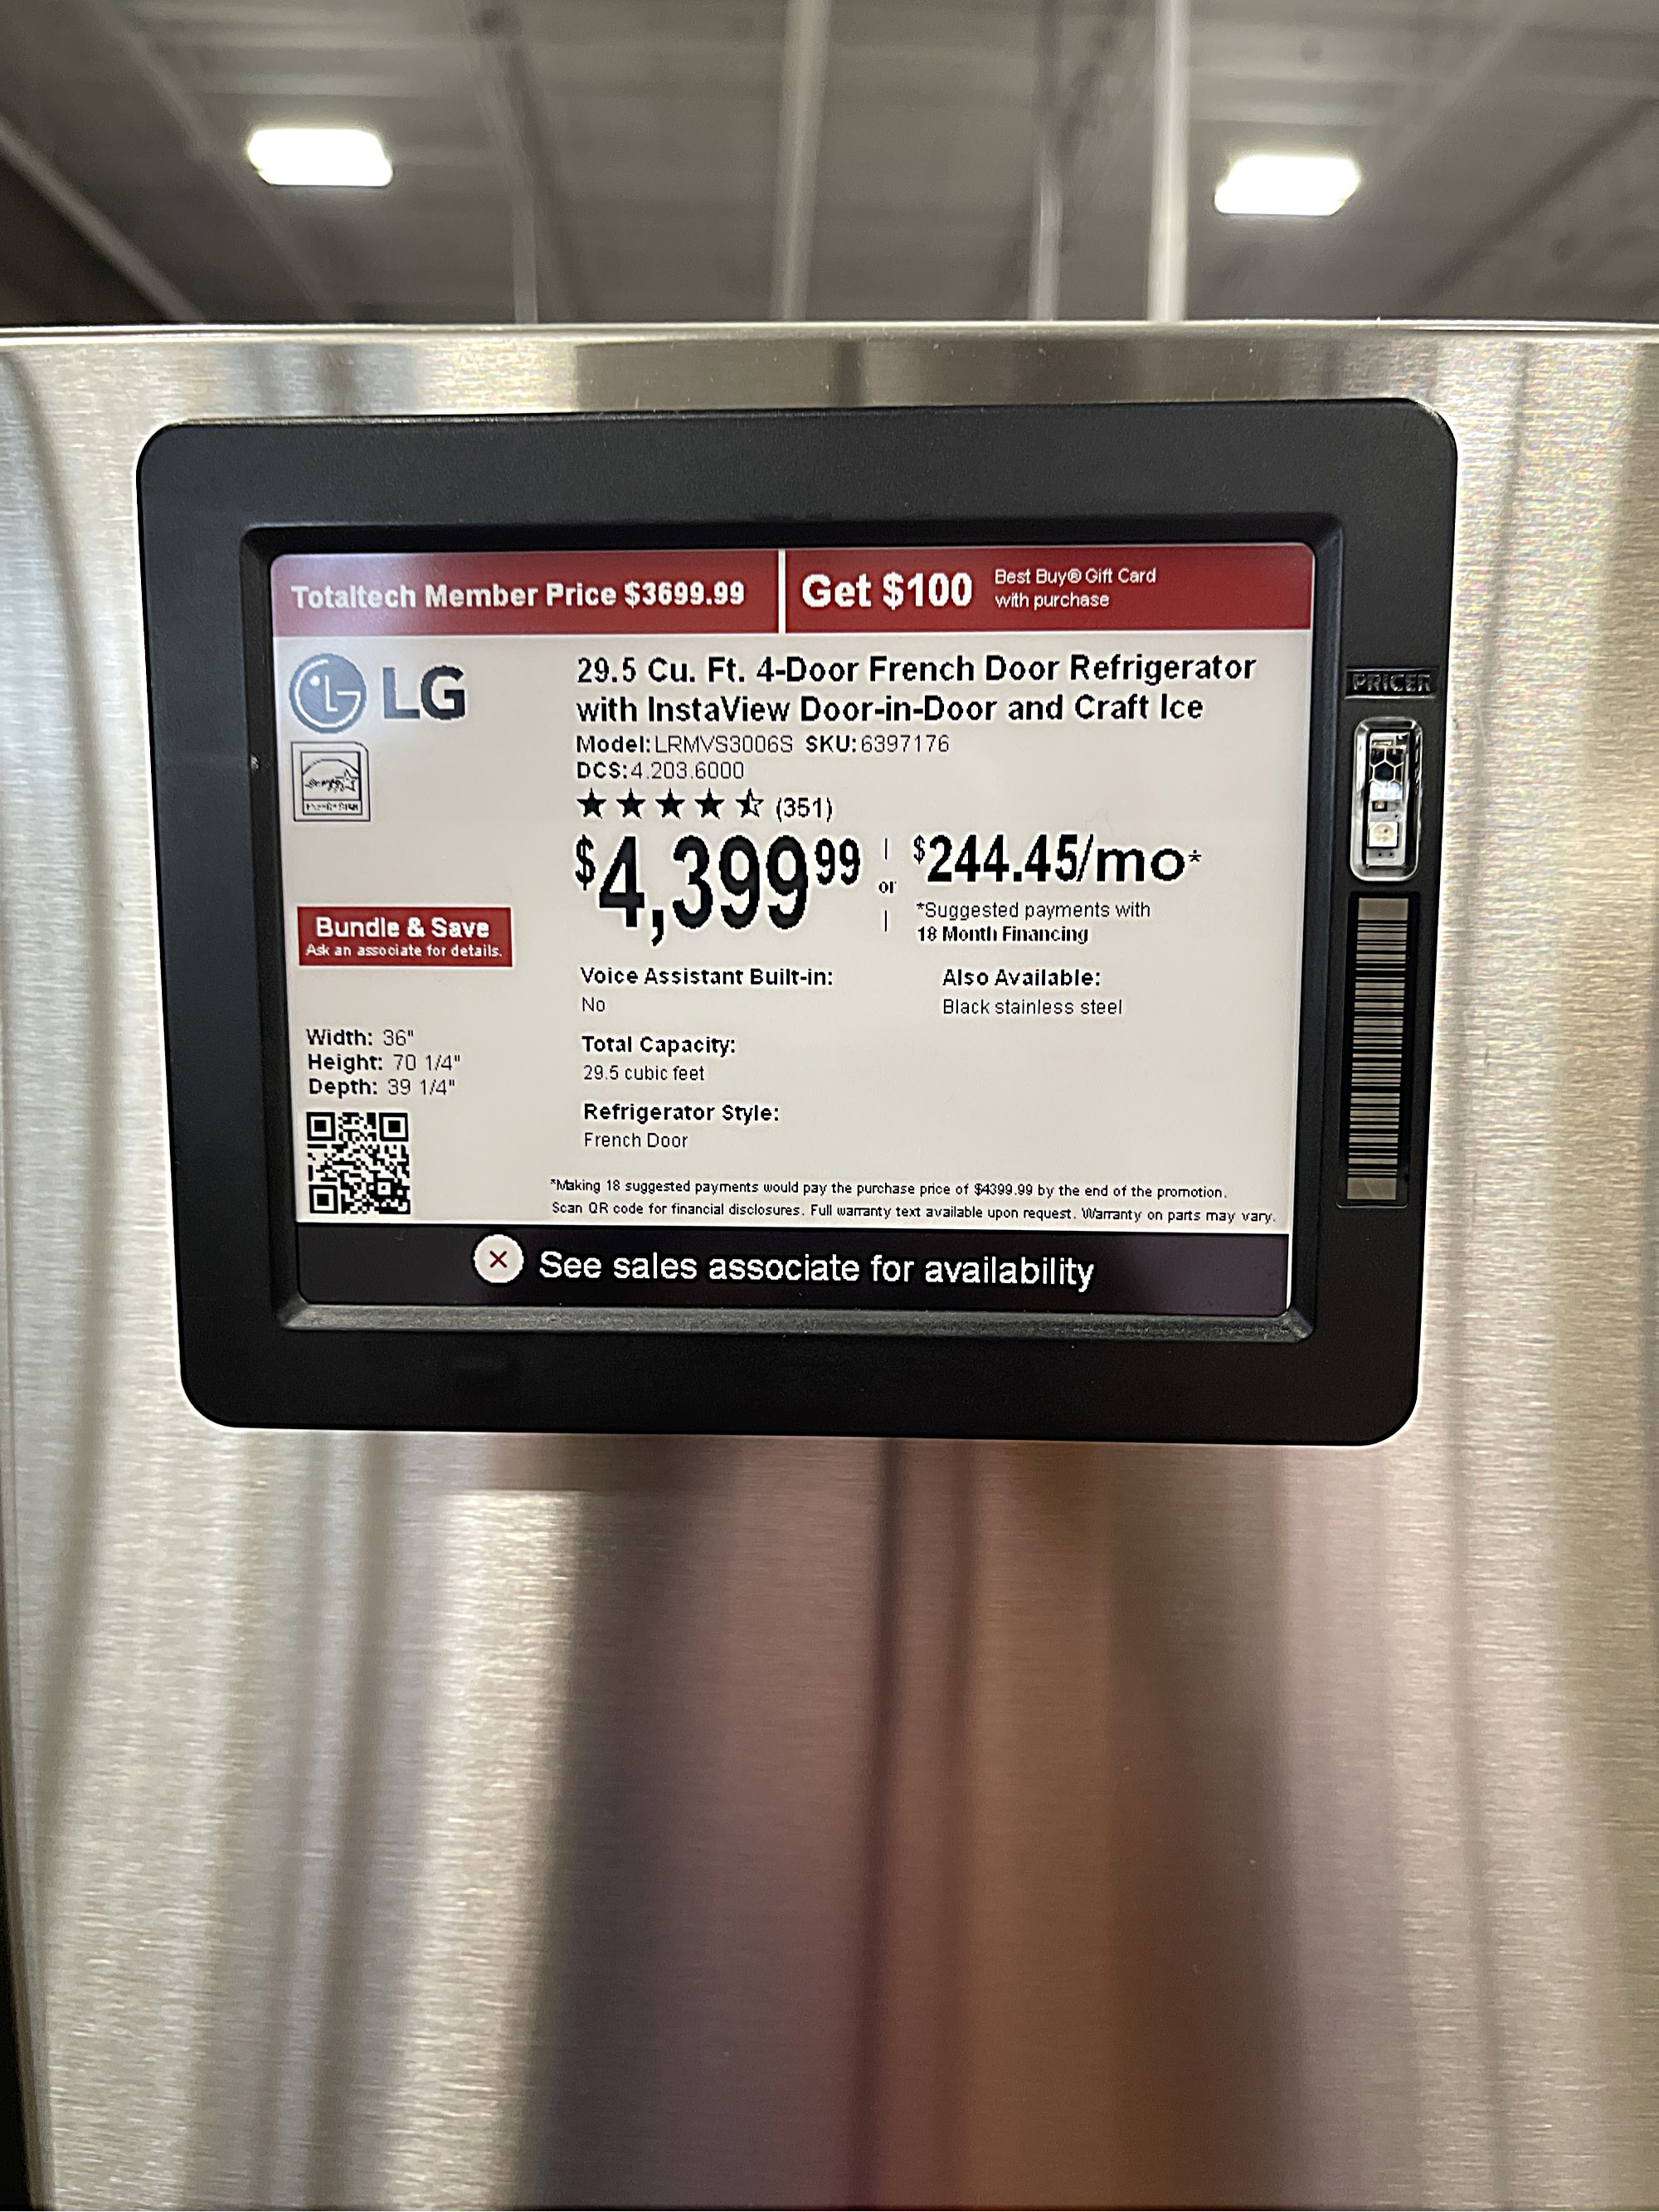 Totaltech Member Price $3699.99
Get $100
Best Buy® Gift Card
with purchase
LG
29.5 Cu. Ft. 4-Door French Door Refrigerator
with InstaView Door-in-Door and Craft Ice
Model: LRMVS3006S SKU: 6397176
DCS: 4.203.6000
(351)
$4,399 99
or
$244.45/mo*
*Suggested payments with
18 Month Financing
Bundle & Save
Ask an associate for details.
Voice Assistant Built-in:
No
Also Available:
Black stainless steel
Total Capacity:
29.5 cubic feet
Refrigerator Style:
French Door
Width: 36"
Height: 70 1/4"
Depth: 39 1/4"
*Making 18 suggested payments would pay the purchase price of $4399.99 by the end of the promotion.
Scan QR code for financial disclosures. Full warranty text available upon request. Warranty on parts may vary.
See sales associate for availability
PRICER